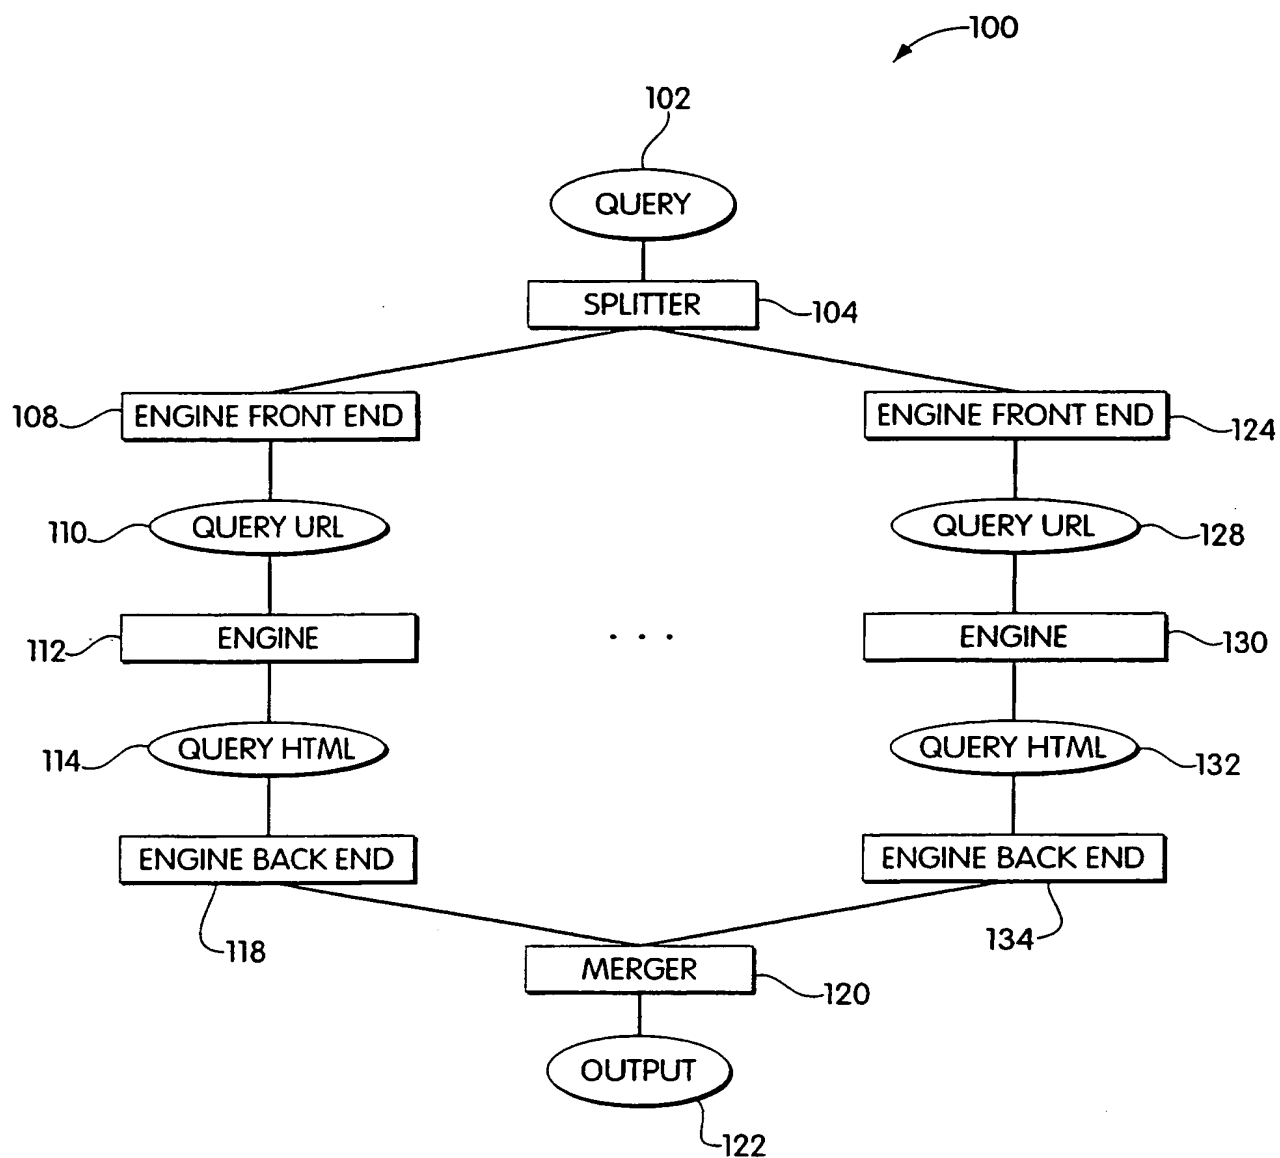 100
102
QUERY
SPLITTER
104
108
ENGINE FRONT END
ENGINE FRONT END
124
110
QUERY URL
QUERY URL
128
112
ENGINE
. . .
ENGINE
130
114
QUERY HTML
QUERY HTML
132
ENGINE BACK END
ENGINE BACK END
118
134
MERGER
120
OUTPUT
122